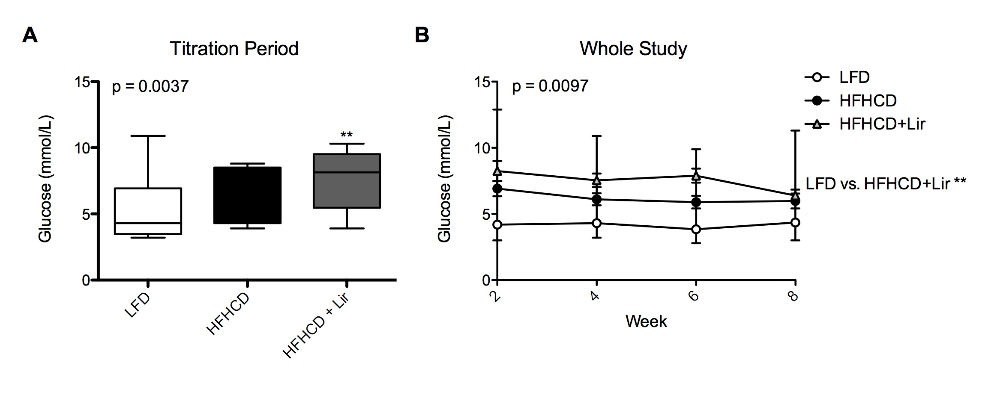 A
Titration Period
p = 0.0037
**
15
10
5
0
Glucose (mmol/L)
LFD
HFHCD
HFHCD + Lir
B
Whole Study
p = 0.0097
15
10
5
0
Glucose (mmol/L)
2
4
6
8
Week
LFD
HFHCD
HFHCD+Lir
LFD vs. HFHCD+Lir **